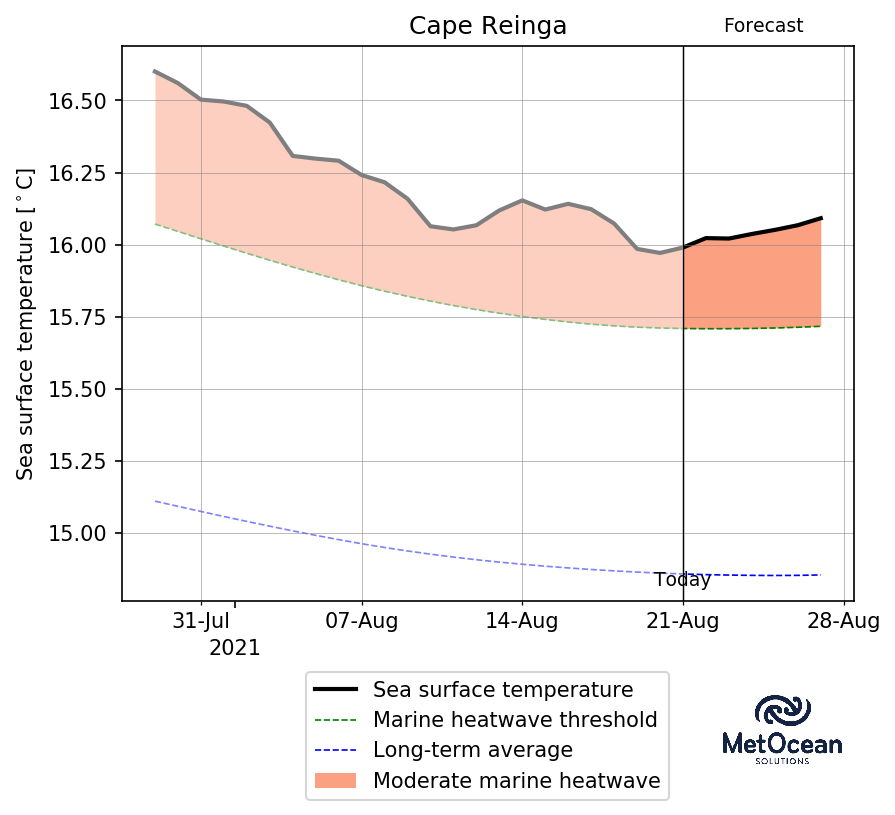 Cape Reinga
Forecast
Sea surface temperature [°C]
16.50
16.25
16.00
15.75
15.50
15.25
15.00
Today
31-Jul 07-Aug 14-Aug 21-Aug 28-Aug
2021
Sea surface temperature
Marine heatwave threshold
Long-term average
Moderate marine heatwave
MetOcean
SOLUTIONS